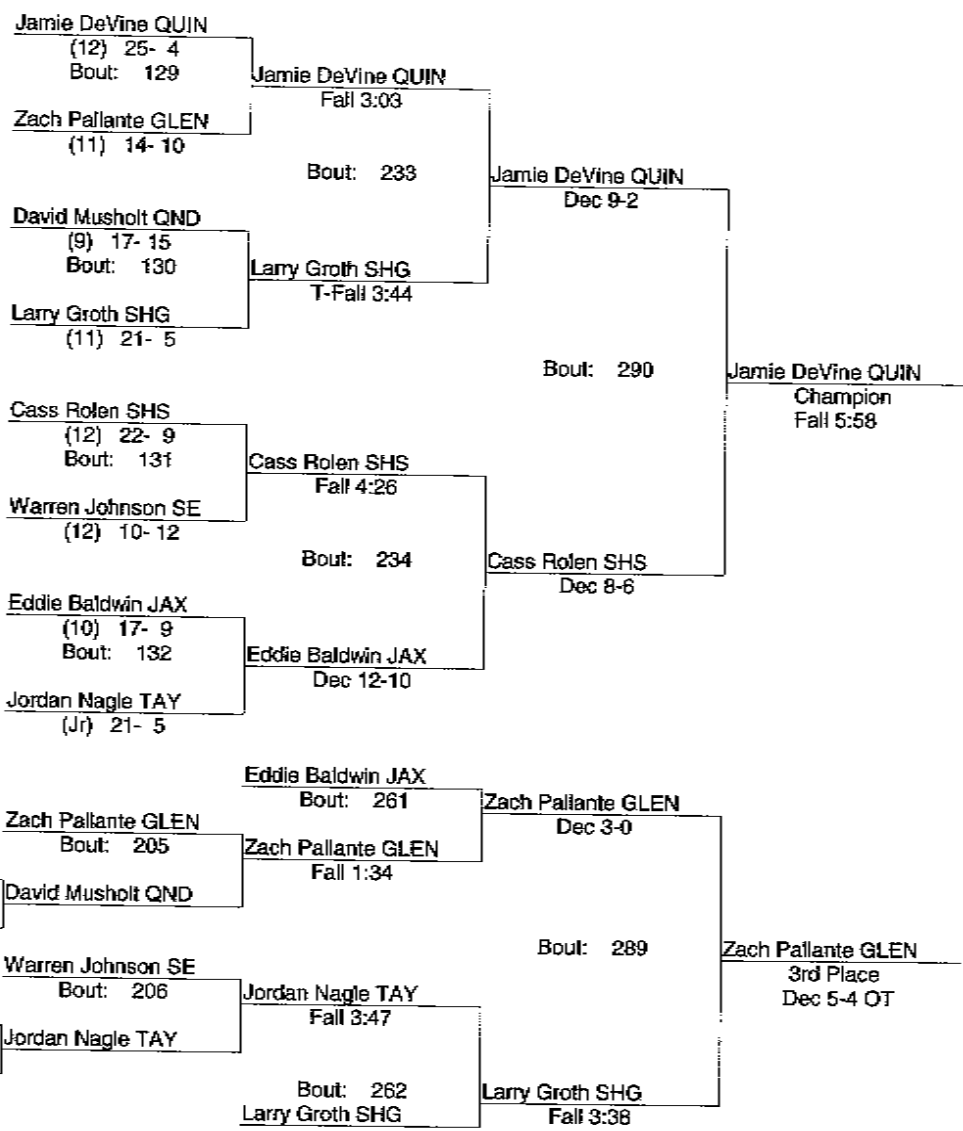 Jamie DeVine QUIN
(12) 25- 4
Bout: 129
Zach Pallante GLEN
(11) 14- 10
Jamie DeVine QUIN
Fall 3:03
Bout: 233
David Musholt QND
(9) 17- 15
Bout: 130
Larry Groth SHG
(11) 21- 5
Larry Groth SHG
T-Fall 3:44
Jamie DeVine QUIN
Dec 9-2
Bout: 290
Cass Rolen SHS
(12) 22- 9
Bout: 131
Warren Johnson SE
(12) 10- 12
Cass Rolen SHS
Fall 4:26
Bout: 234
Eddie Baldwin JAX
(10) 17- 9
Bout: 132
Jordan Nagle TAY
(Jr) 21- 5
Eddie Baldwin JAX
Dec 12-10
Cass Rolen SHS
Dec 8-6
Jamie DeVine QUIN
Champion
Fall 5:58
Eddie Baldwin JAX
Bout: 261
Zach Pallante GLEN
Bout: 205
David Musholt QND
Zach Pallante GLEN
Fall 1:34
Zach Pallante GLEN
Dec 3-0
Bout: 289
Warren Johnson SE
Bout: 206
Jordan Nagle TAY
Jordan Nagle TAY
Fall 3:47
Bout: 262
Larry Groth SHG
Larry Groth SHG
Fall 3:38
Zach Pallante GLEN
3rd Place
Dec 5-4 OT